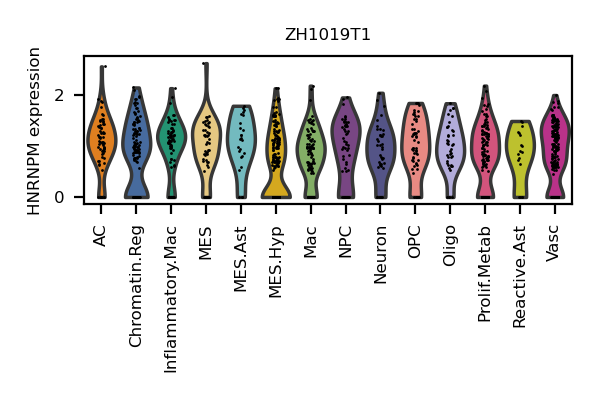 ZH1019T1
HNRNPM expression
2
0
AC
Chromatin.Reg
Inflammatory.Mac
MES
MES.Ast
MES.Hyp
Mac
NPC
Neuron
OPC
Oligo
Prolif.Metab
Reactive.Ast
Vasc